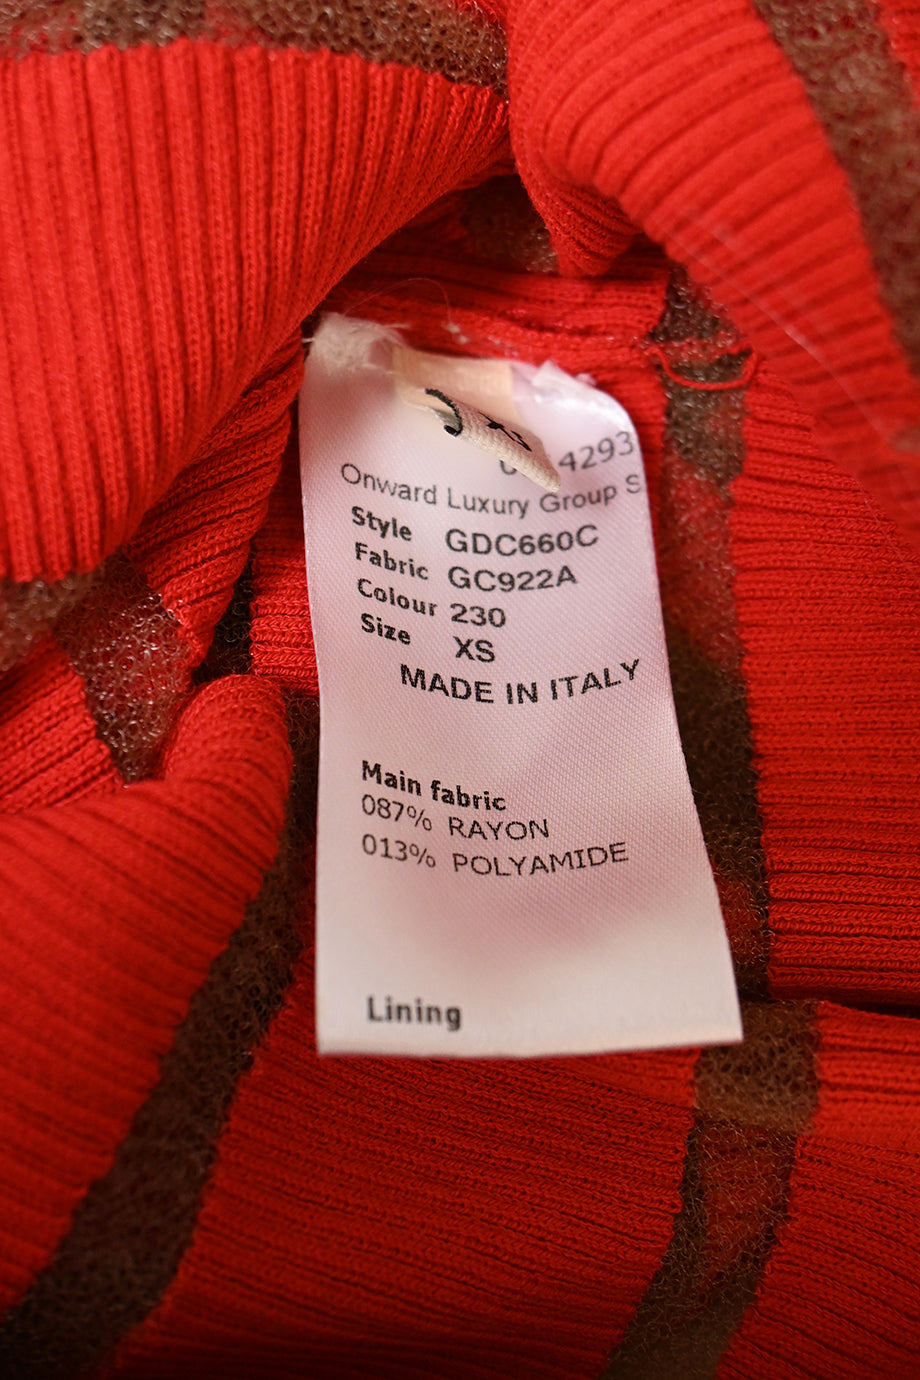 4293
Onward Luxury Group S
Style GDC660C
Fabric GC922A
Colour 230
Size XS
MADE IN ITALY
Main fabric
087% RAYON
013% POLYAMIDE
Lining